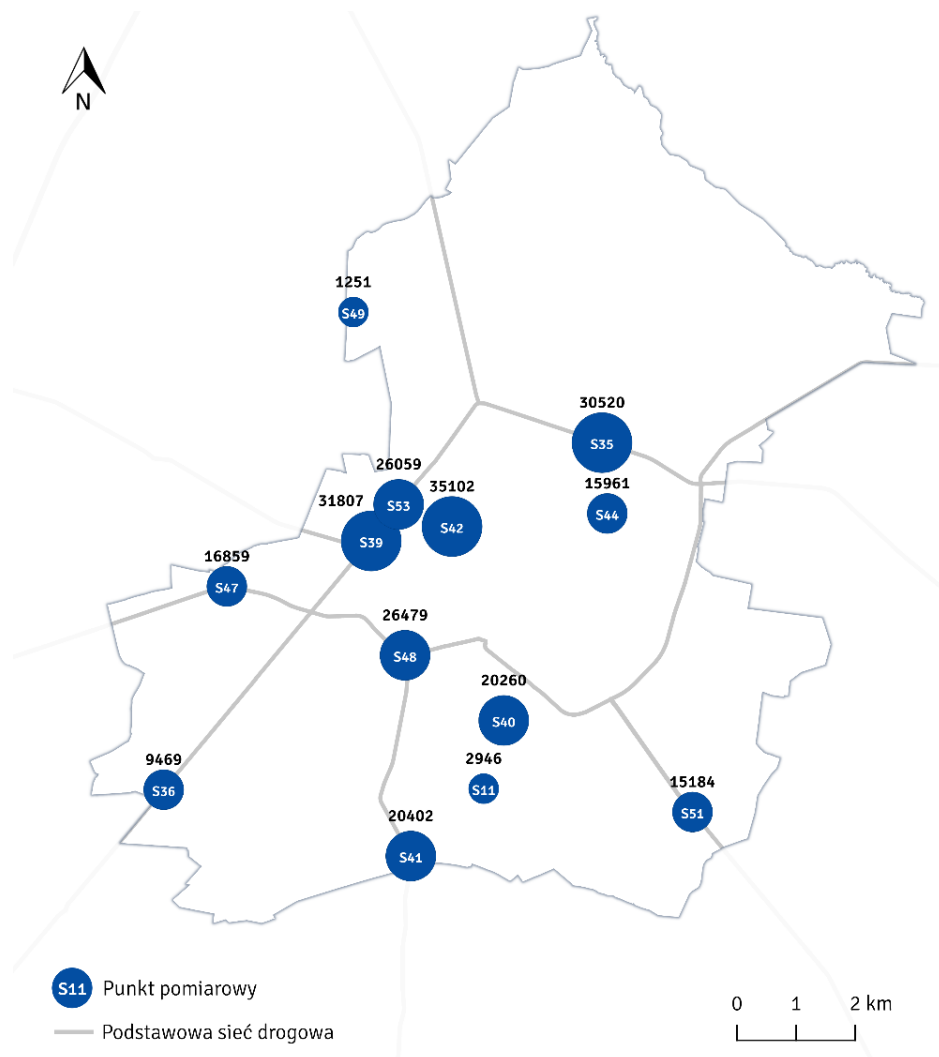 N
1251
S49
30520
S35
26059
S53
35102
S42
15961
S44
31807
S39
16859
S47
26479
S48
20260
S40
2946
S11
9469
S36
15184
S51
20402
S41
S11 Punkt pomiarowy
Podstawowa sieć drogowa
0 1 2 km